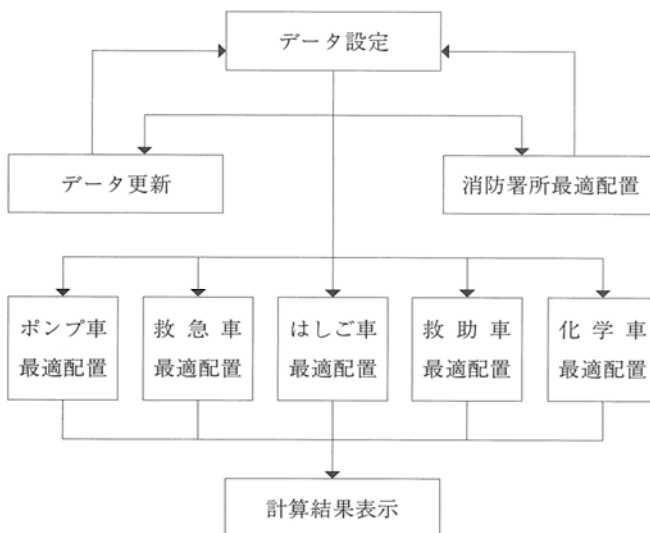 データ設定
データ更新
消防署所最適配置
ポンプ車
最適配置
救急車
最適配置
はしご車
最適配置
救助車
最適配置
化学車
最適配置
計算結果表示